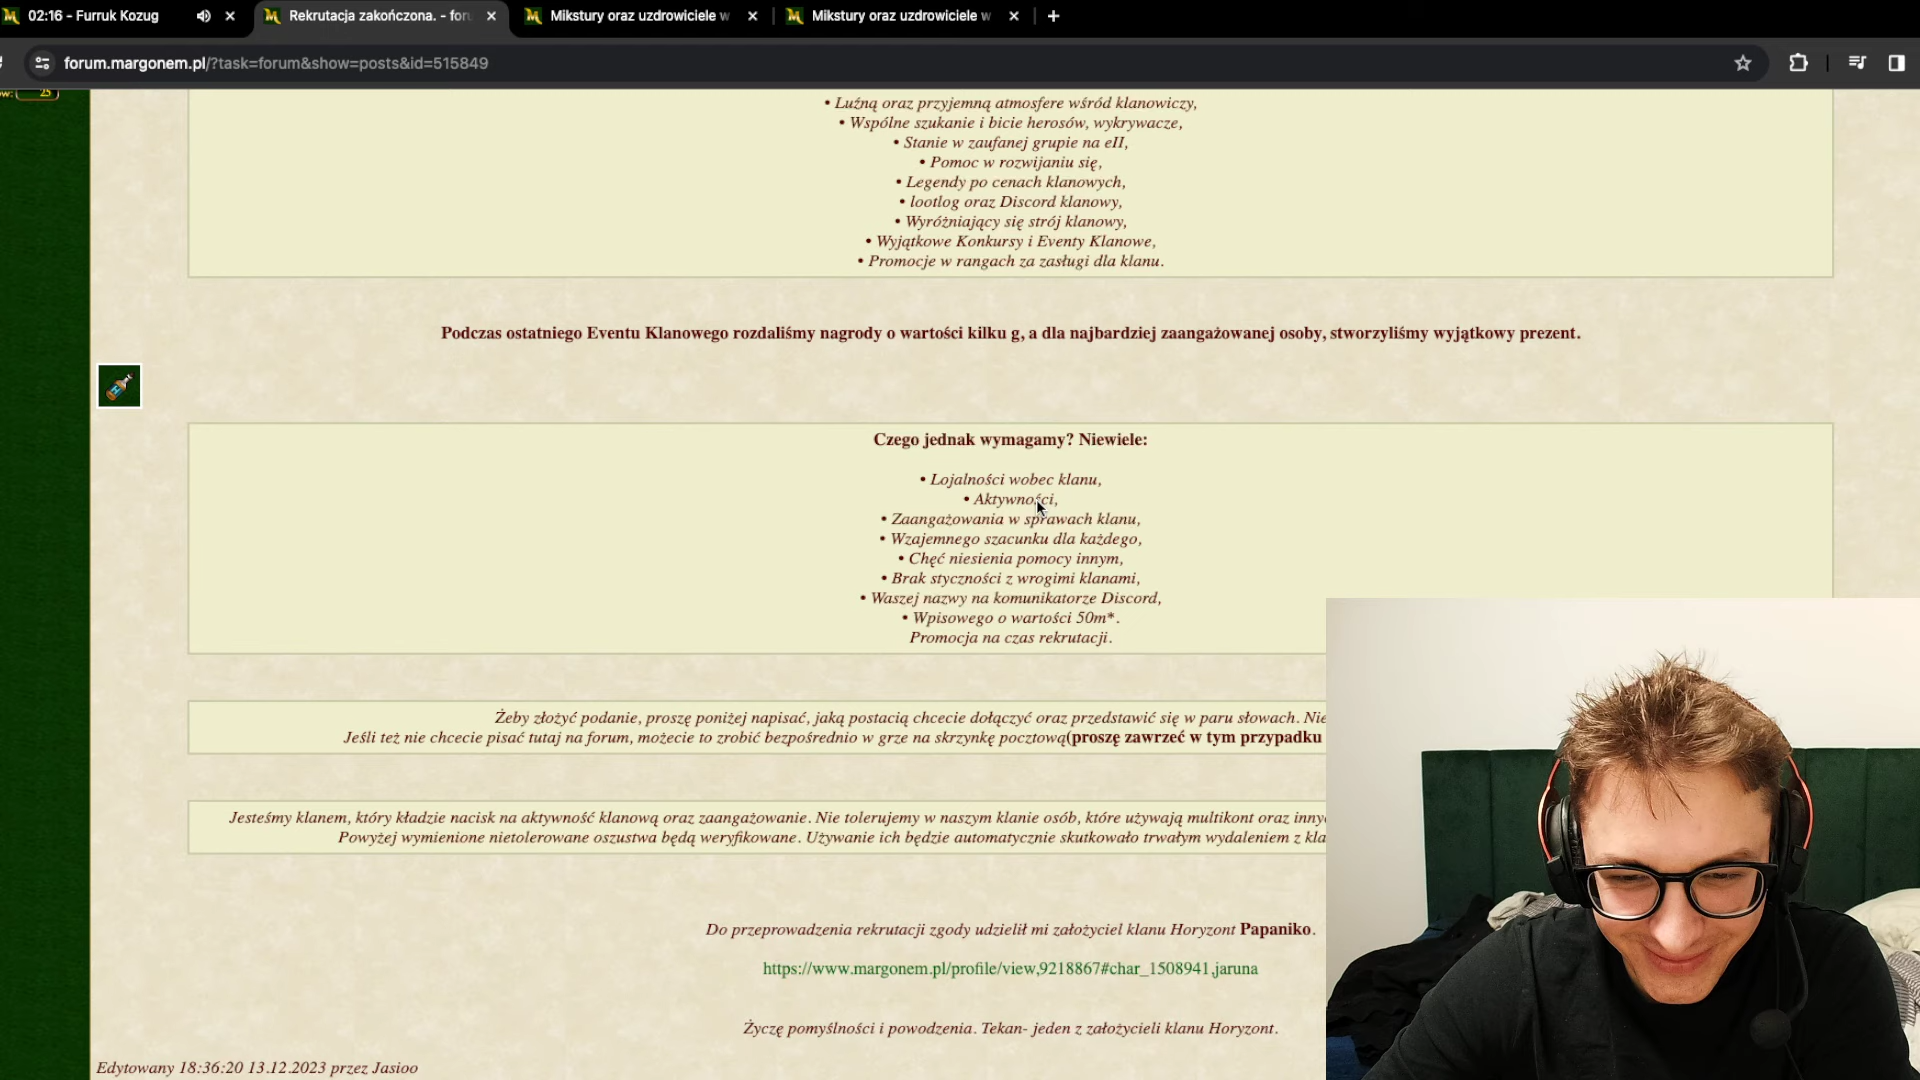 02:16 - Furruk Kozug
Rekrutacja zakończona. - for
Mikstury oraz uzdrowiciele w
Mikstury oraz uzdrowiciele w
forum.margonem.pl/?task=forum&show=posts&id=515849
25
• Luźną oraz przyjemną atmosfere wśród klanowiczy,
• Wspólne szukanie i bicie herosów, wykrywacze,
• Stanie w zaufanej grupie na eII,
• Pomoc w rozwijaniu się,
• Legendy po cenach klanowych,
• lootlog oraz Discord klanowy,
• Wyróżniający się strój klanowy,
• Wyjątkowe Konkursy i Eventy Klanowe,
• Promocje w rangach za zasługi dla klanu.
Podczas ostatniego Eventu Klanowego rozdaliśmy nagrody o wartości kilku g, a dla najbardziej zaangażowanej osoby, stworzyliśmy wyjątkowy prezent.
Czego jednak wymagamy? Niewiele:
• Lojalności wobec klanu,
• Aktywności,
• Zaangażowania w sprawach klanu,
• Wzajemnego szacunku dla każdego,
• Chęć niesienia pomocy innym,
• Brak styczności z wrogimi klanami,
• Waszej nazwy na komunikatorze Discord,
• Wpisowego o wartości 50m*.
Promocja na czas rekrutacji.
Żeby złożyć podanie, proszę poniżej napisać, jaką postacią chcecie dołączyć oraz przedstawić się w paru słowach. Nie
Jeśli też nie chcecie pisać tutaj na forum, możecie to zrobić bezpośrednio w grze na skrzynkę pocztową(proszę zawrzeć w tym przypadku
Jesteśmy klanem, który kładzie nacisk na aktywność klanową oraz zaangażowanie. Nie tolerujemy w naszym klanie osób, które używają multikont oraz inny
Powyżej wymienione nietolerowane oszustwa będą weryfikowane. Używanie ich będzie automatycznie skutkowało trwałym wydaleniem z kla
Do przeprowadzenia rekrutacji zgody udzielił mi założyciel klanu Horyzont Papaniko.
https://www.margonem.pl/profile/view,9218867#char_1508941,jaruna
Życzę pomyślności i powodzenia. Tekan- jeden z założycieli klanu Horyzont.
Edytowany 18:36:20 13.12.2023 przez Jasioo